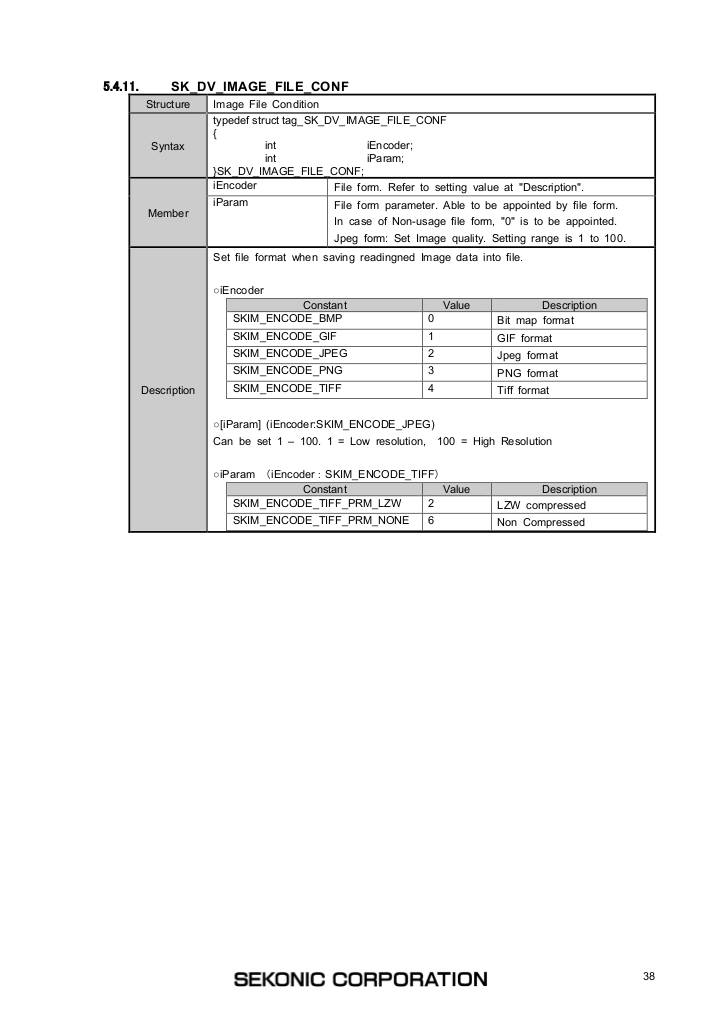 5.4.11. SK_DV_IMAGE_FILE_CONF
Structure Image File Condition
Syntax
typedef struct tag_SK_DV_IMAGE_FILE_CONF
{
int iEncoder;
int iParam;
}SK_DV_IMAGE_FILE_CONF;
Member
iEncoder File form. Refer to setting value at "Description".
iParam File form parameter. Able to be appointed by file form.
In case of Non-usage file form, "0" is to be appointed.
Jpeg form: Set Image quality. Setting range is 1 to 100.
Description
Set file format when saving readingned Image data into file.
○iEncoder
Constant Value Description
SKIM_ENCODE_BMP 0 Bit map format
SKIM_ENCODE_GIF 1 GIF format
SKIM_ENCODE_JPEG 2 Jpeg format
SKIM_ENCODE_PNG 3 PNG format
SKIM_ENCODE_TIFF 4 Tiff format
○[iParam] (iEncoder:SKIM_ENCODE_JPEG)
Can be set 1 – 100. 1 = Low resolution, 100 = High Resolution
○iParam （iEncoder : SKIM_ENCODE_TIFF）
Constant Value Description
SKIM_ENCODE_TIFF_PRM_LZW 2 LZW compressed
SKIM_ENCODE_TIFF_PRM_NONE 6 Non Compressed
SEKONIC CORPORATION
38